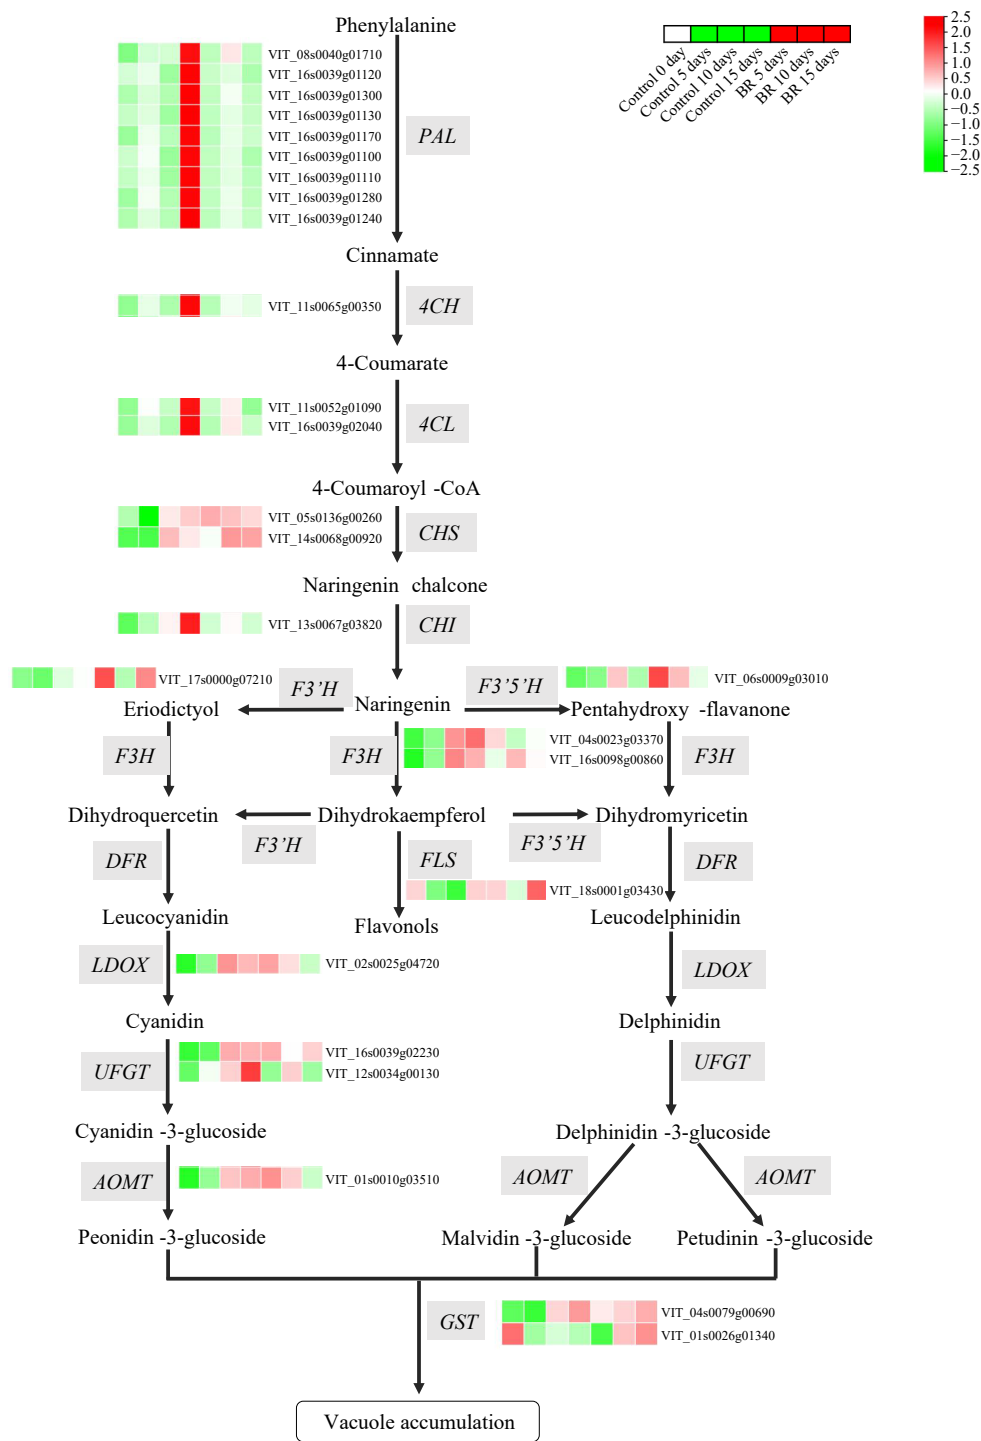 Phenylalanine
Control 0 day
Control 5 days
Control 10 days
Control 15 days
BR 5 days
BR 10 days
BR 15 days
2.5
2.0
1.5
1.0
0.5
0.0
−0.5
−1.0
−1.5
−2.0
−2.5
VIT_08s0040g01710
VIT_16s0039g01120
VIT_16s0039g01300
VIT_16s0039g01130
VIT_16s0039g01170
VIT_16s0039g01100
VIT_16s0039g01110
VIT_16s0039g01280
VIT_16s0039g01240
PAL
Cinnamate
VIT_11s0065g00350
4CH
4-Coumarate
VIT_11s0052g01090
VIT_16s0039g02040
4CL
4-Coumaroyl -CoA
VIT_05s0136g00260
VIT_14s0068g00920
CHS
Naringenin chalcone
VIT_13s0067g03820
CHI
VIT_17s0000g07210
F3’H
F3’5’H
VIT_06s0009g03010
Eriodictyol
Naringenin
Pentahydroxy -flavanone
F3H
F3H
VIT_04s0023g03370
VIT_16s0098g00860
F3H
Dihydroquercetin
Dihydrokaempferol
Dihydromyricetin
F3’H
F3’5’H
DFR
FLS
DFR
VIT_18s0001g03430
Leucocyanidin
Flavonols
Leucodelphinidin
LDOX
VIT_02s0025g04720
LDOX
Cyanidin
Delphinidin
UFGT
VIT_16s0039g02230
VIT_12s0034g00130
UFGT
Cyanidin -3-glucoside
Delphinidin -3-glucoside
AOMT
VIT_01s0010g03510
AOMT
AOMT
Peonidin -3-glucoside
Malvidin -3-glucoside
Petudinin -3-glucoside
GST
VIT_04s0079g00690
VIT_01s0026g01340
Vacuole accumulation